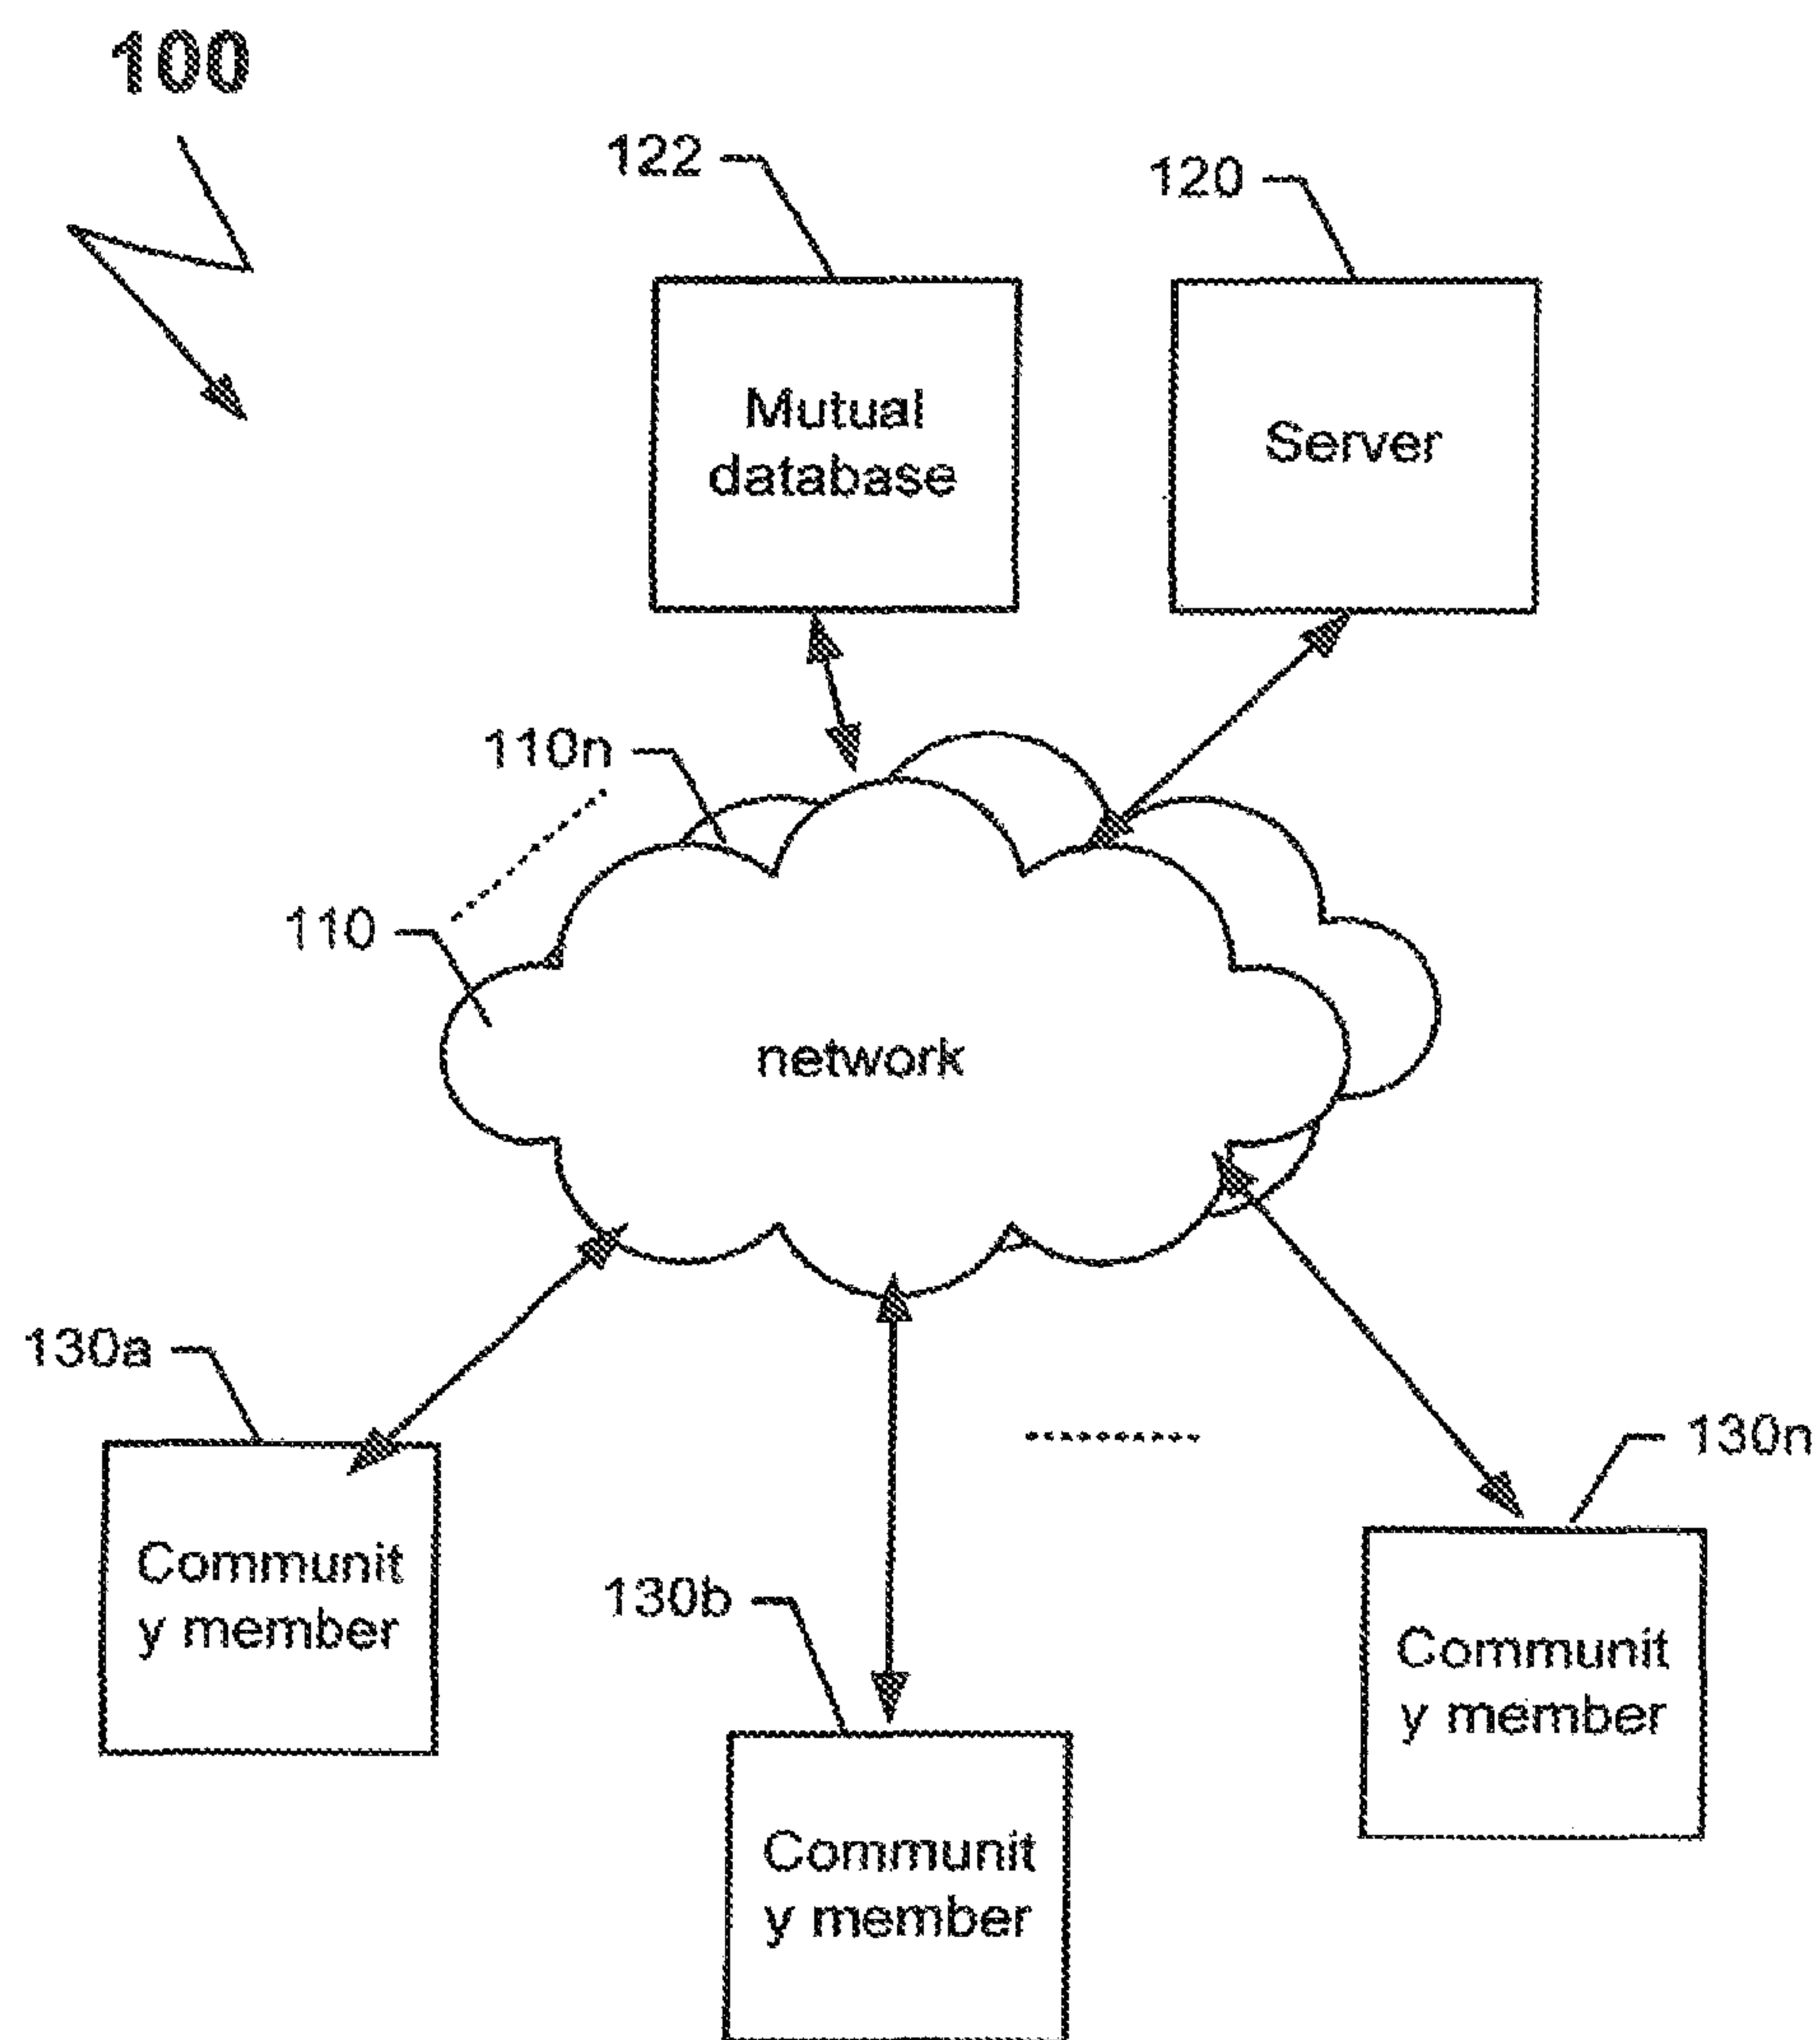 100
122
120
Mutual
database
Server
110n
110
network
130a
130n
Communit
y member
130b
Communit
y member
Communit
y member